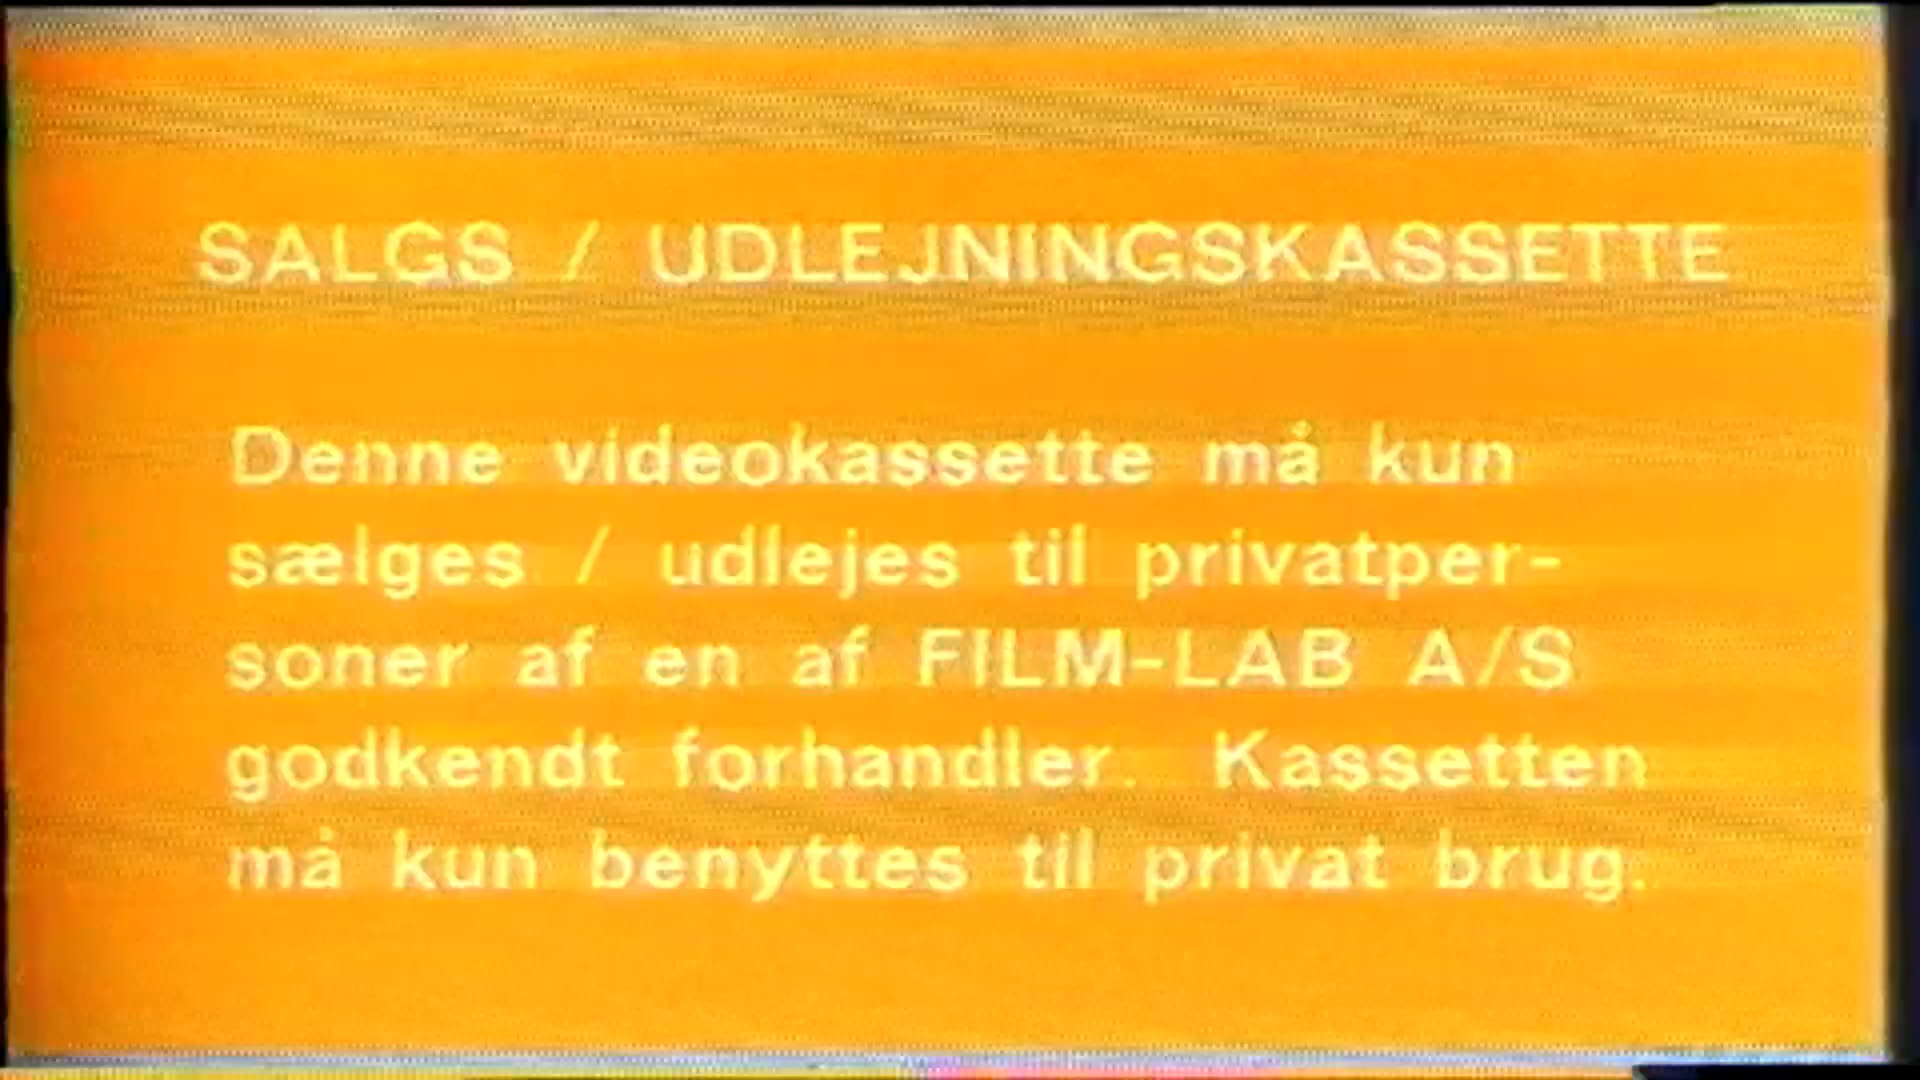 SALGS / UDLEJNINGSKASSETTE
Denne videokassette må kun
sælges / udlejes til privatper-
soner af en af FILM-LAB A/S
godkendt forhandler. Kassetten
må kun benyttes til privat brug.